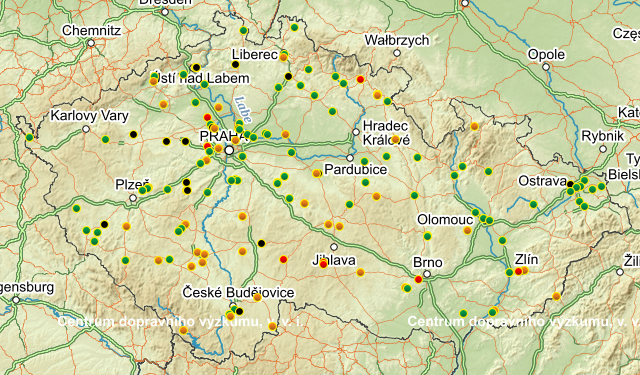 Dresden
Chemnitz
Liberec
Wałbrzych
Opole
Ústí nad Labem
Labe
Karlovy Vary
Hradec
Králové
PRAHA
Rybnik
Pardubice
Plzeň
Ostrava
Bielsko
Olomouc
Jihlava
Brno
Zlín
České Budějovice
Centrum dopravního výzkumu, v. v. i.
Centrum dopravního výzkumu, v. v.